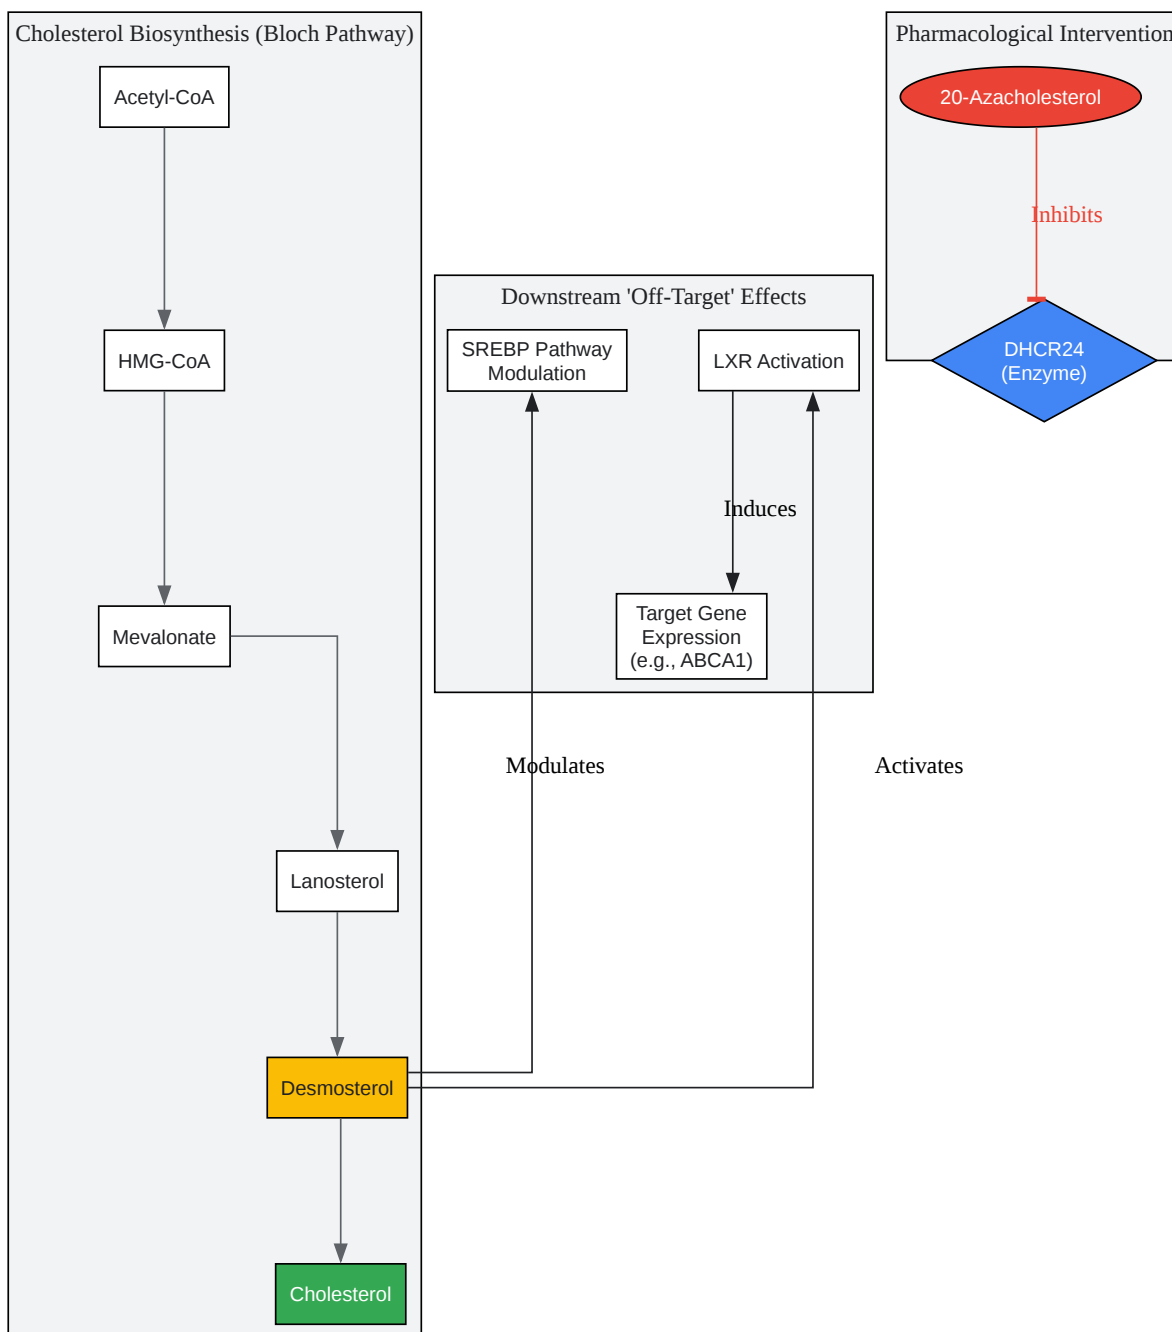 Cholesterol Biosynthesis (Bloch Pathway)
Acetyl-CoA
HMG-CoA
Mevalonate
Lanosterol
Desmosterol
Cholesterol
Downstream 'Off-Target' Effects
SREBP Pathway
Modulation
LXR Activation
Induces
Target Gene
Expression
(e.g., ABCA1)
Modulates
Activates
Pharmacological Intervention
20-Azacholesterol
Inhibits
DHCR24
(Enzyme)